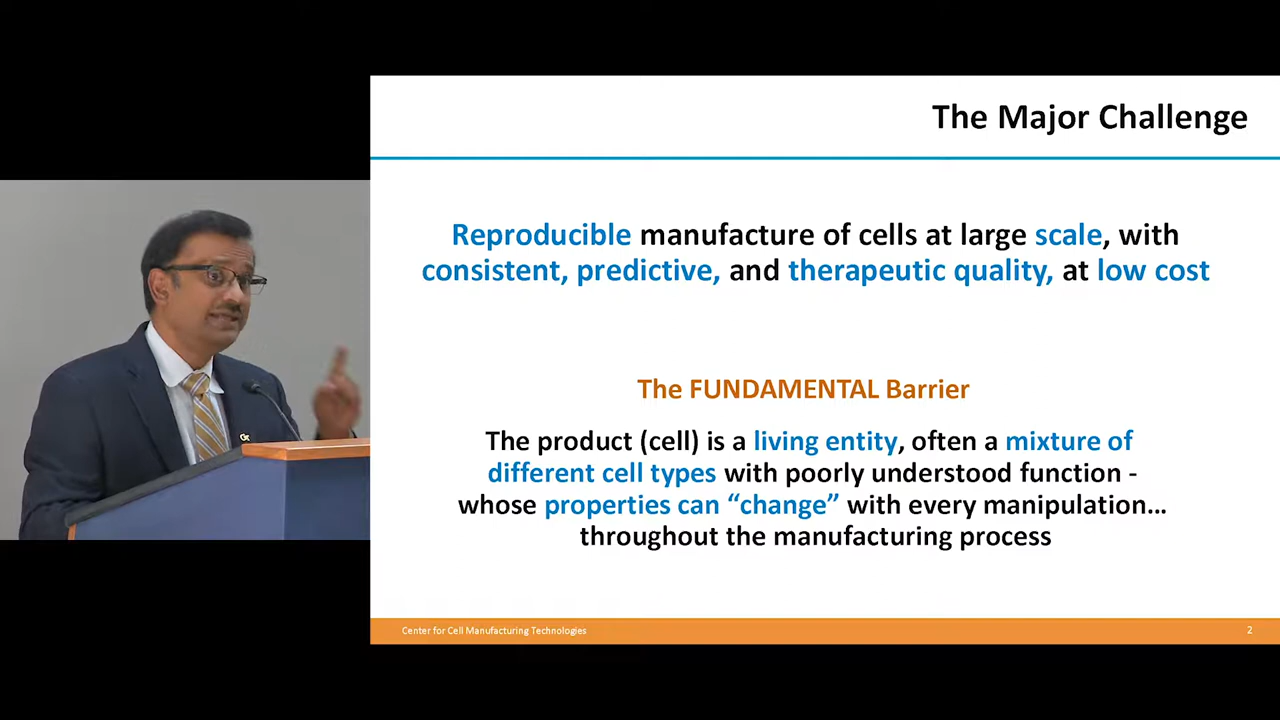 The Major Challenge
Reproducible manufacture of cells at large scale, with
consistent, predictive, and therapeutic quality, at low cost
The FUNDAMENTAL Barrier
The product (cell) is a living entity, often a mixture of
different cell types with poorly understood function -
whose properties can “change” with every manipulation…
throughout the manufacturing process
Center for Cell Manufacturing Technologies
2